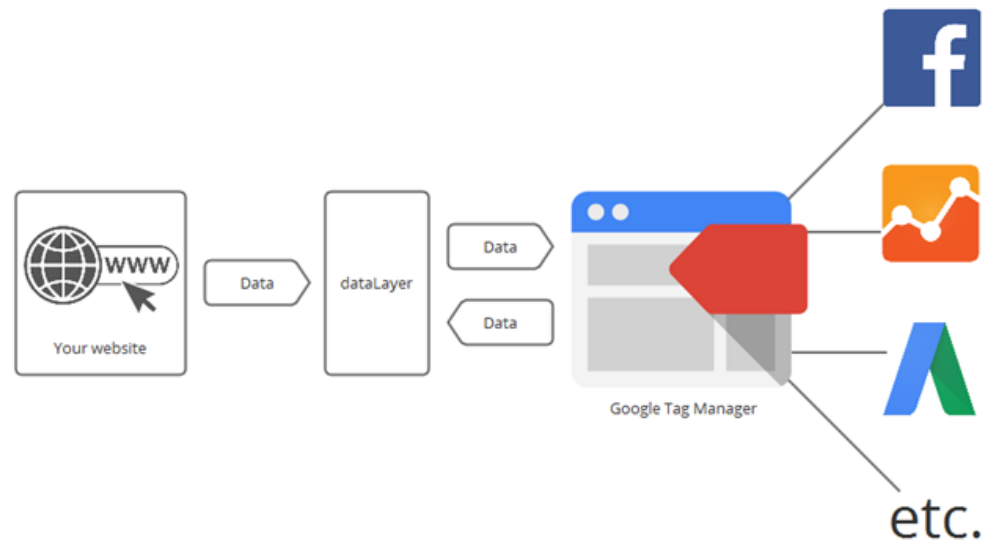 WWW
Your website
Data
dataLayer
Data
Data
Google Tag Manager
f
etc.